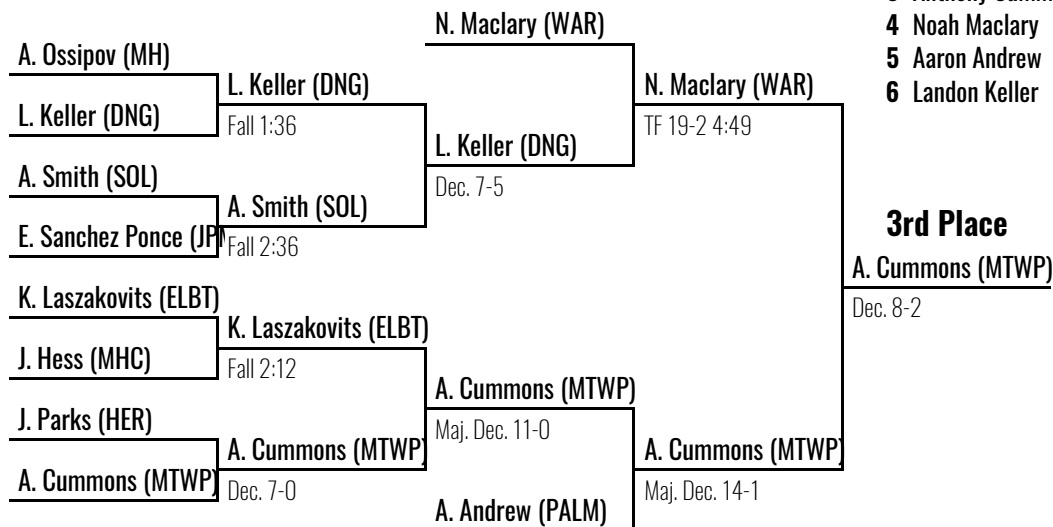 A. Ossipov (MH)
L. Keller (DNG)
A. Smith (SOL)
E. Sanchez Ponce
K. Laszakovits (ELBT)
J. Hess (MHC)
J. Parks (HER)
A. Cummons (MTWP)
L. Keller (DNG)
Fall 1:36
A. Smith (SOL)
Fall 2:36
K. Laszakovits (ELBT)
Fall 2:12
A. Cummons (MTWP)
Dec. 7-0
N. Maclary (WAR)
L. Keller (DNG)
Dec. 7-5
A. Cummons (MTWP)
Maj. Dec. 11-0
A. Andrew (PALM)
N. Maclary (WAR)
TF 19-2 4:49
A. Cummons (MTWP)
Maj. Dec. 14-1
4 Noah Maclary
5 Aaron Andrew
6 Landon Keller
3rd Place
A. Cummons (MTWP)
Dec. 8-2